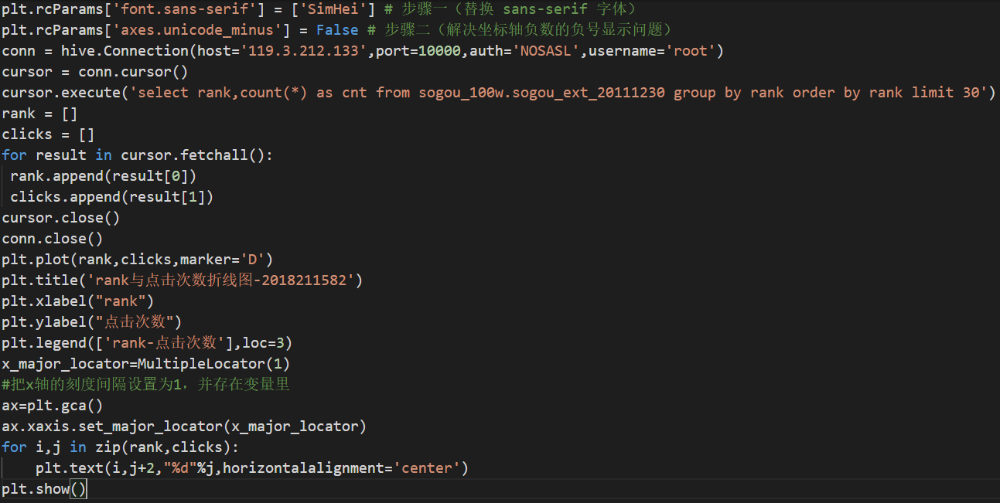 plt.rcParams['font.sans-serif'] = ['SimHei'] # 步骤一（替换 sans-serif 字体）
plt.rcParams['axes.unicode_minus'] = False # 步骤二（解决坐标轴负数的负号显示问题）
conn = hive.Connection(host='119.3.212.133',port=10000,auth='NOSASL',username='root')
cursor = conn.cursor()
cursor.execute('select rank,count(*) as cnt from sogou_100w.sogou_ext_20111230 group by rank order by rank limit 30')
rank = []
clicks = []
for result in cursor.fetchall():
 rank.append(result[0])
 clicks.append(result[1])
cursor.close()
conn.close()
plt.plot(rank,clicks,marker='D')
plt.title('rank与点击次数折线图-2018211582')
plt.xlabel("rank")
plt.ylabel("点击次数")
plt.legend(['rank-点击次数'],loc=3)
x_major_locator=MultipleLocator(1)
#把x轴的刻度间隔设置为1，并存在变量里
ax=plt.gca()
ax.xaxis.set_major_locator(x_major_locator)
for i,j in zip(rank,clicks):
    plt.text(i,j+2,"%d"%j,horizontalalignment='center')
plt.show()